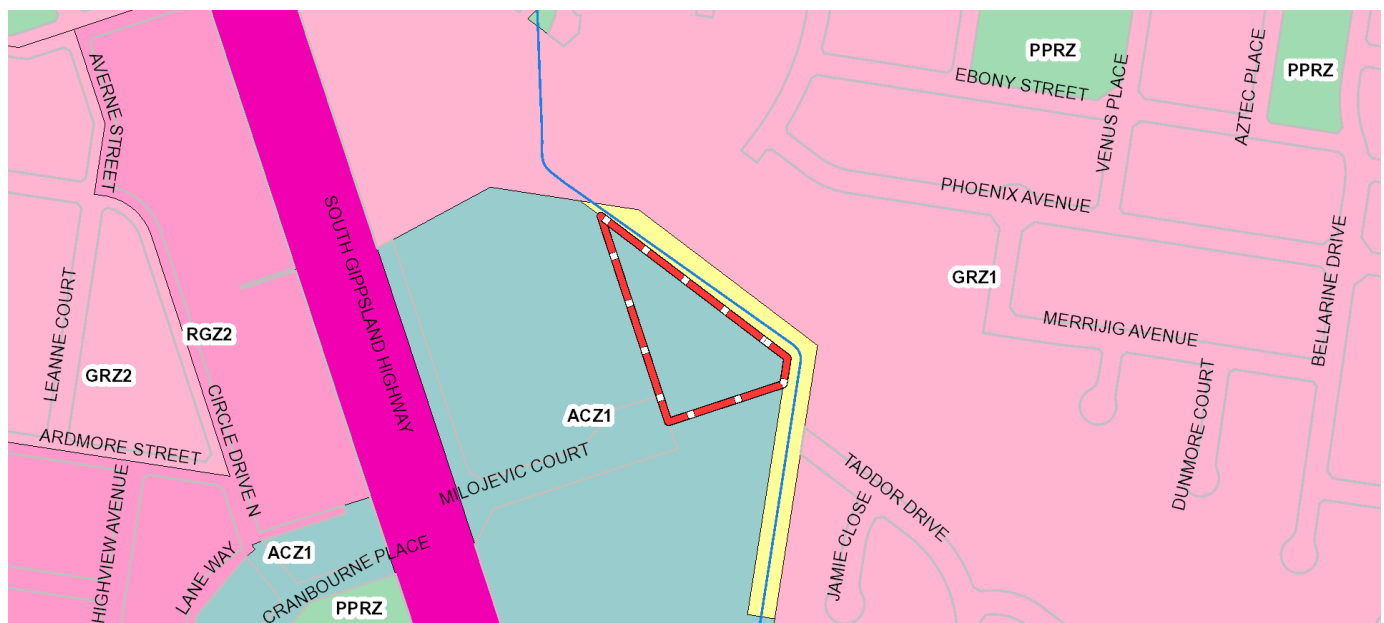 PPRZ
PPRZ
AVERNE STREET
EBONY STREET
VENUS PLACE
AZTEC PLACE
PHOENIX AVENUE
SOUTH GIPPSLAND HIGHWAY
BELLARINE DRIVE
GRZ1
LEANNE COURT
RGZ2
MERRIJIG AVENUE
GRZ2
CIRCLE DRIVE N
ACZ1
DUNMORE COURT
ARDMORE STREET
MILOJEVIC COURT
TADDOR DRIVE
HIGHVIEW AVENUE
JAMIE CLOSE
ACZ1
LANE WAY
CRANBOURNE PLACE
PPRZ